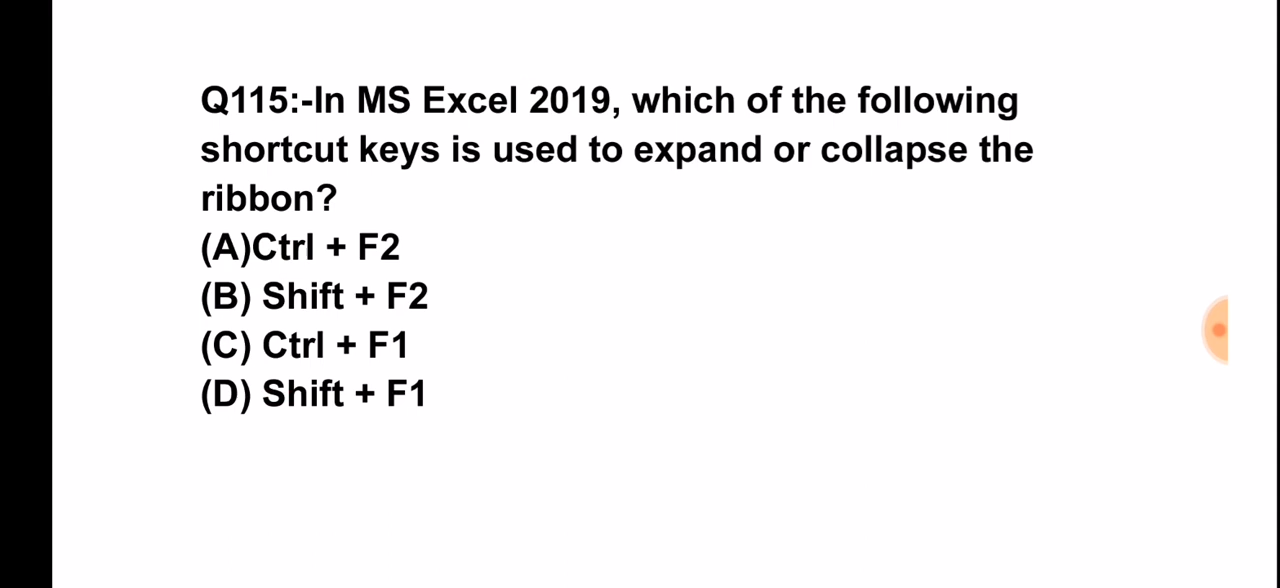 Q115:-In MS Excel 2019, which of the following
shortcut keys is used to expand or collapse the
ribbon?
(A)Ctrl + F2
(B) Shift + F2
(C) Ctrl + F1
(D) Shift + F1